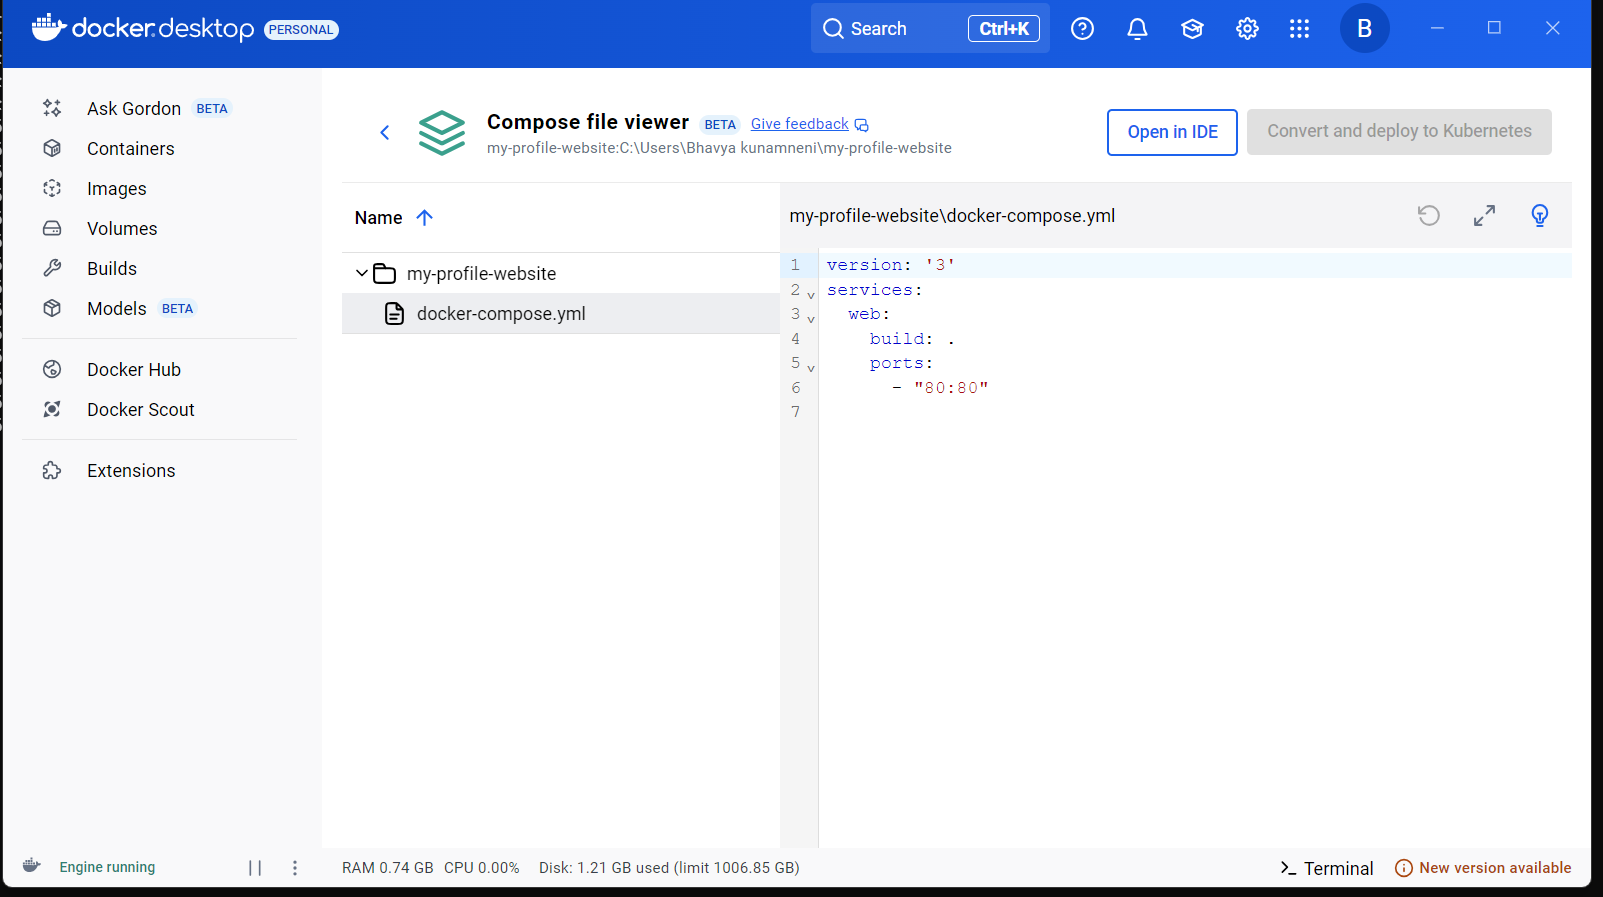 docker desktop PERSONAL
Search Ctrl+K
B
Ask Gordon BETA
Containers
Images
Volumes
Builds
Models BETA
Docker Hub
Docker Scout
Extensions
Compose file viewer BETA Give feedback
my-profile-website:C:\Users\Bhavya kunamneni\my-profile-website
Open in IDE
Convert and deploy to Kubernetes
Name
my-profile-website
docker-compose.yml
my-profile-website\docker-compose.yml
1 version: '3'
2 services:
3 web:
4 build: .
5 ports:
6 - "80:80"
7
Engine running
RAM 0.74 GB CPU 0.00% Disk: 1.21 GB used (limit 1006.85 GB)
Terminal
New version available